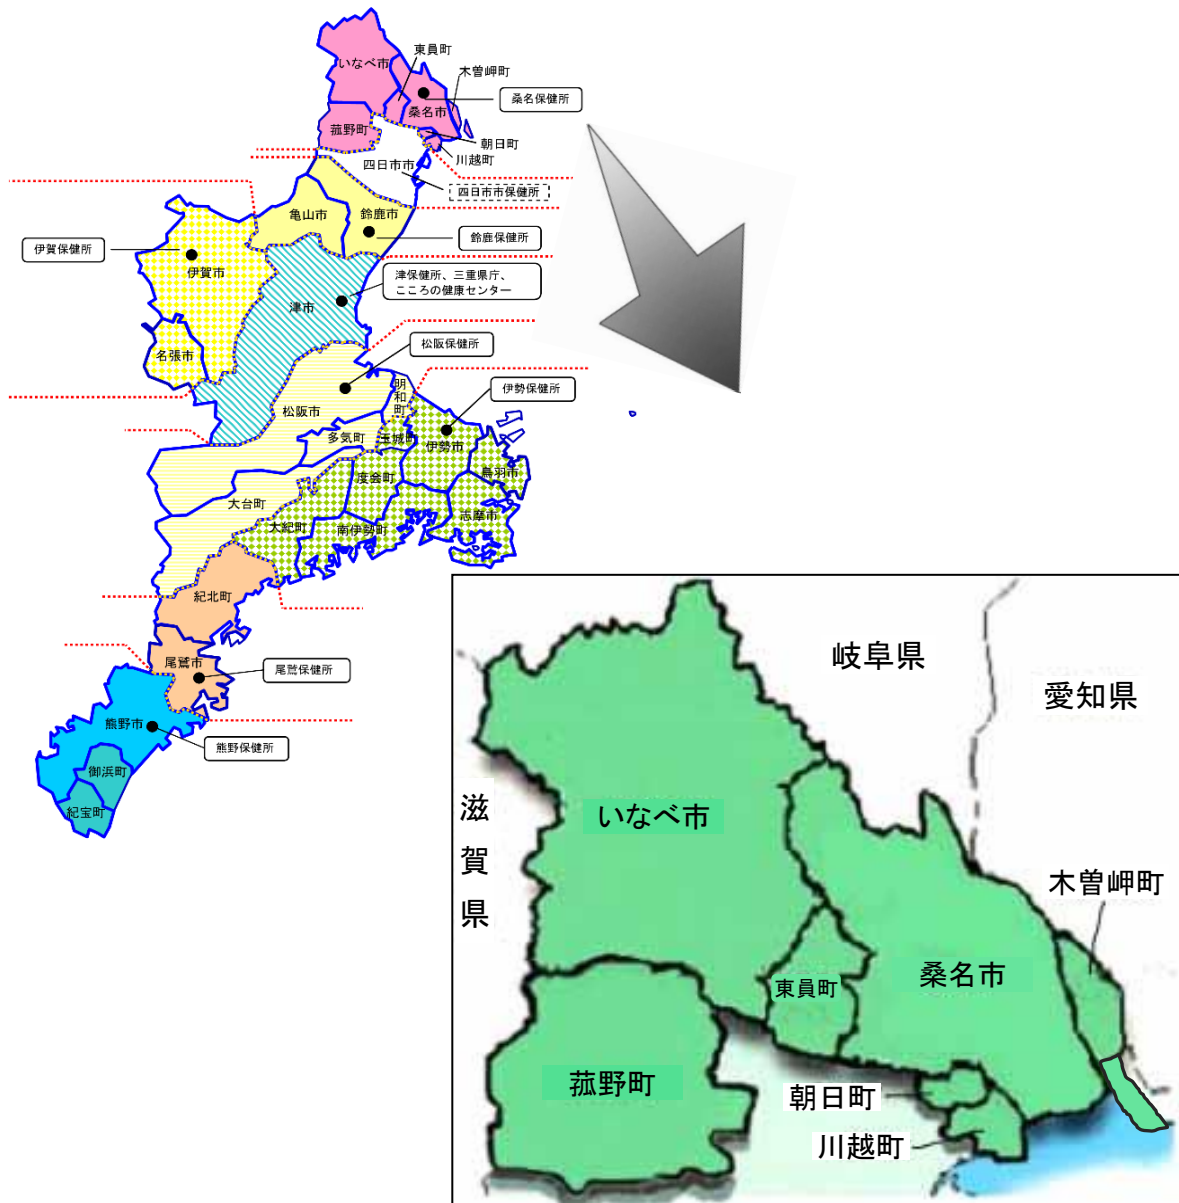 東員町
いなべ市
木曽岬町
桑名保健所
桑名市
菰野町
朝日町
川越町
四日市市
四日市市保健所
亀山市
鈴鹿市
鈴鹿保健所
伊賀保健所
伊賀市
津保健所、三重県庁、
こころの健康センター
津市
松阪保健所
名張市
明和町
伊勢保健所
松阪市
多気町
玉城町
伊勢市
鳥羽市
度会町
大台町
志摩市
大紀町
南伊勢町
紀北町
尾鷲市
尾鷲保健所
熊野市
熊野保健所
御浜町
紀宝町
岐阜県
愛知県
滋賀県
いなべ市
木曽岬町
桑名市
東員町
菰野町
朝日町
川越町